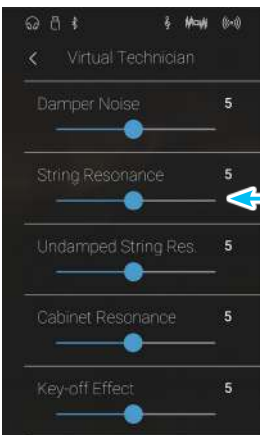 Virtual Technician
Damper Noise 5
String Resonance 5
Undamped String Res. 5
Cabinet Resonance 5
Key-off Effect 5